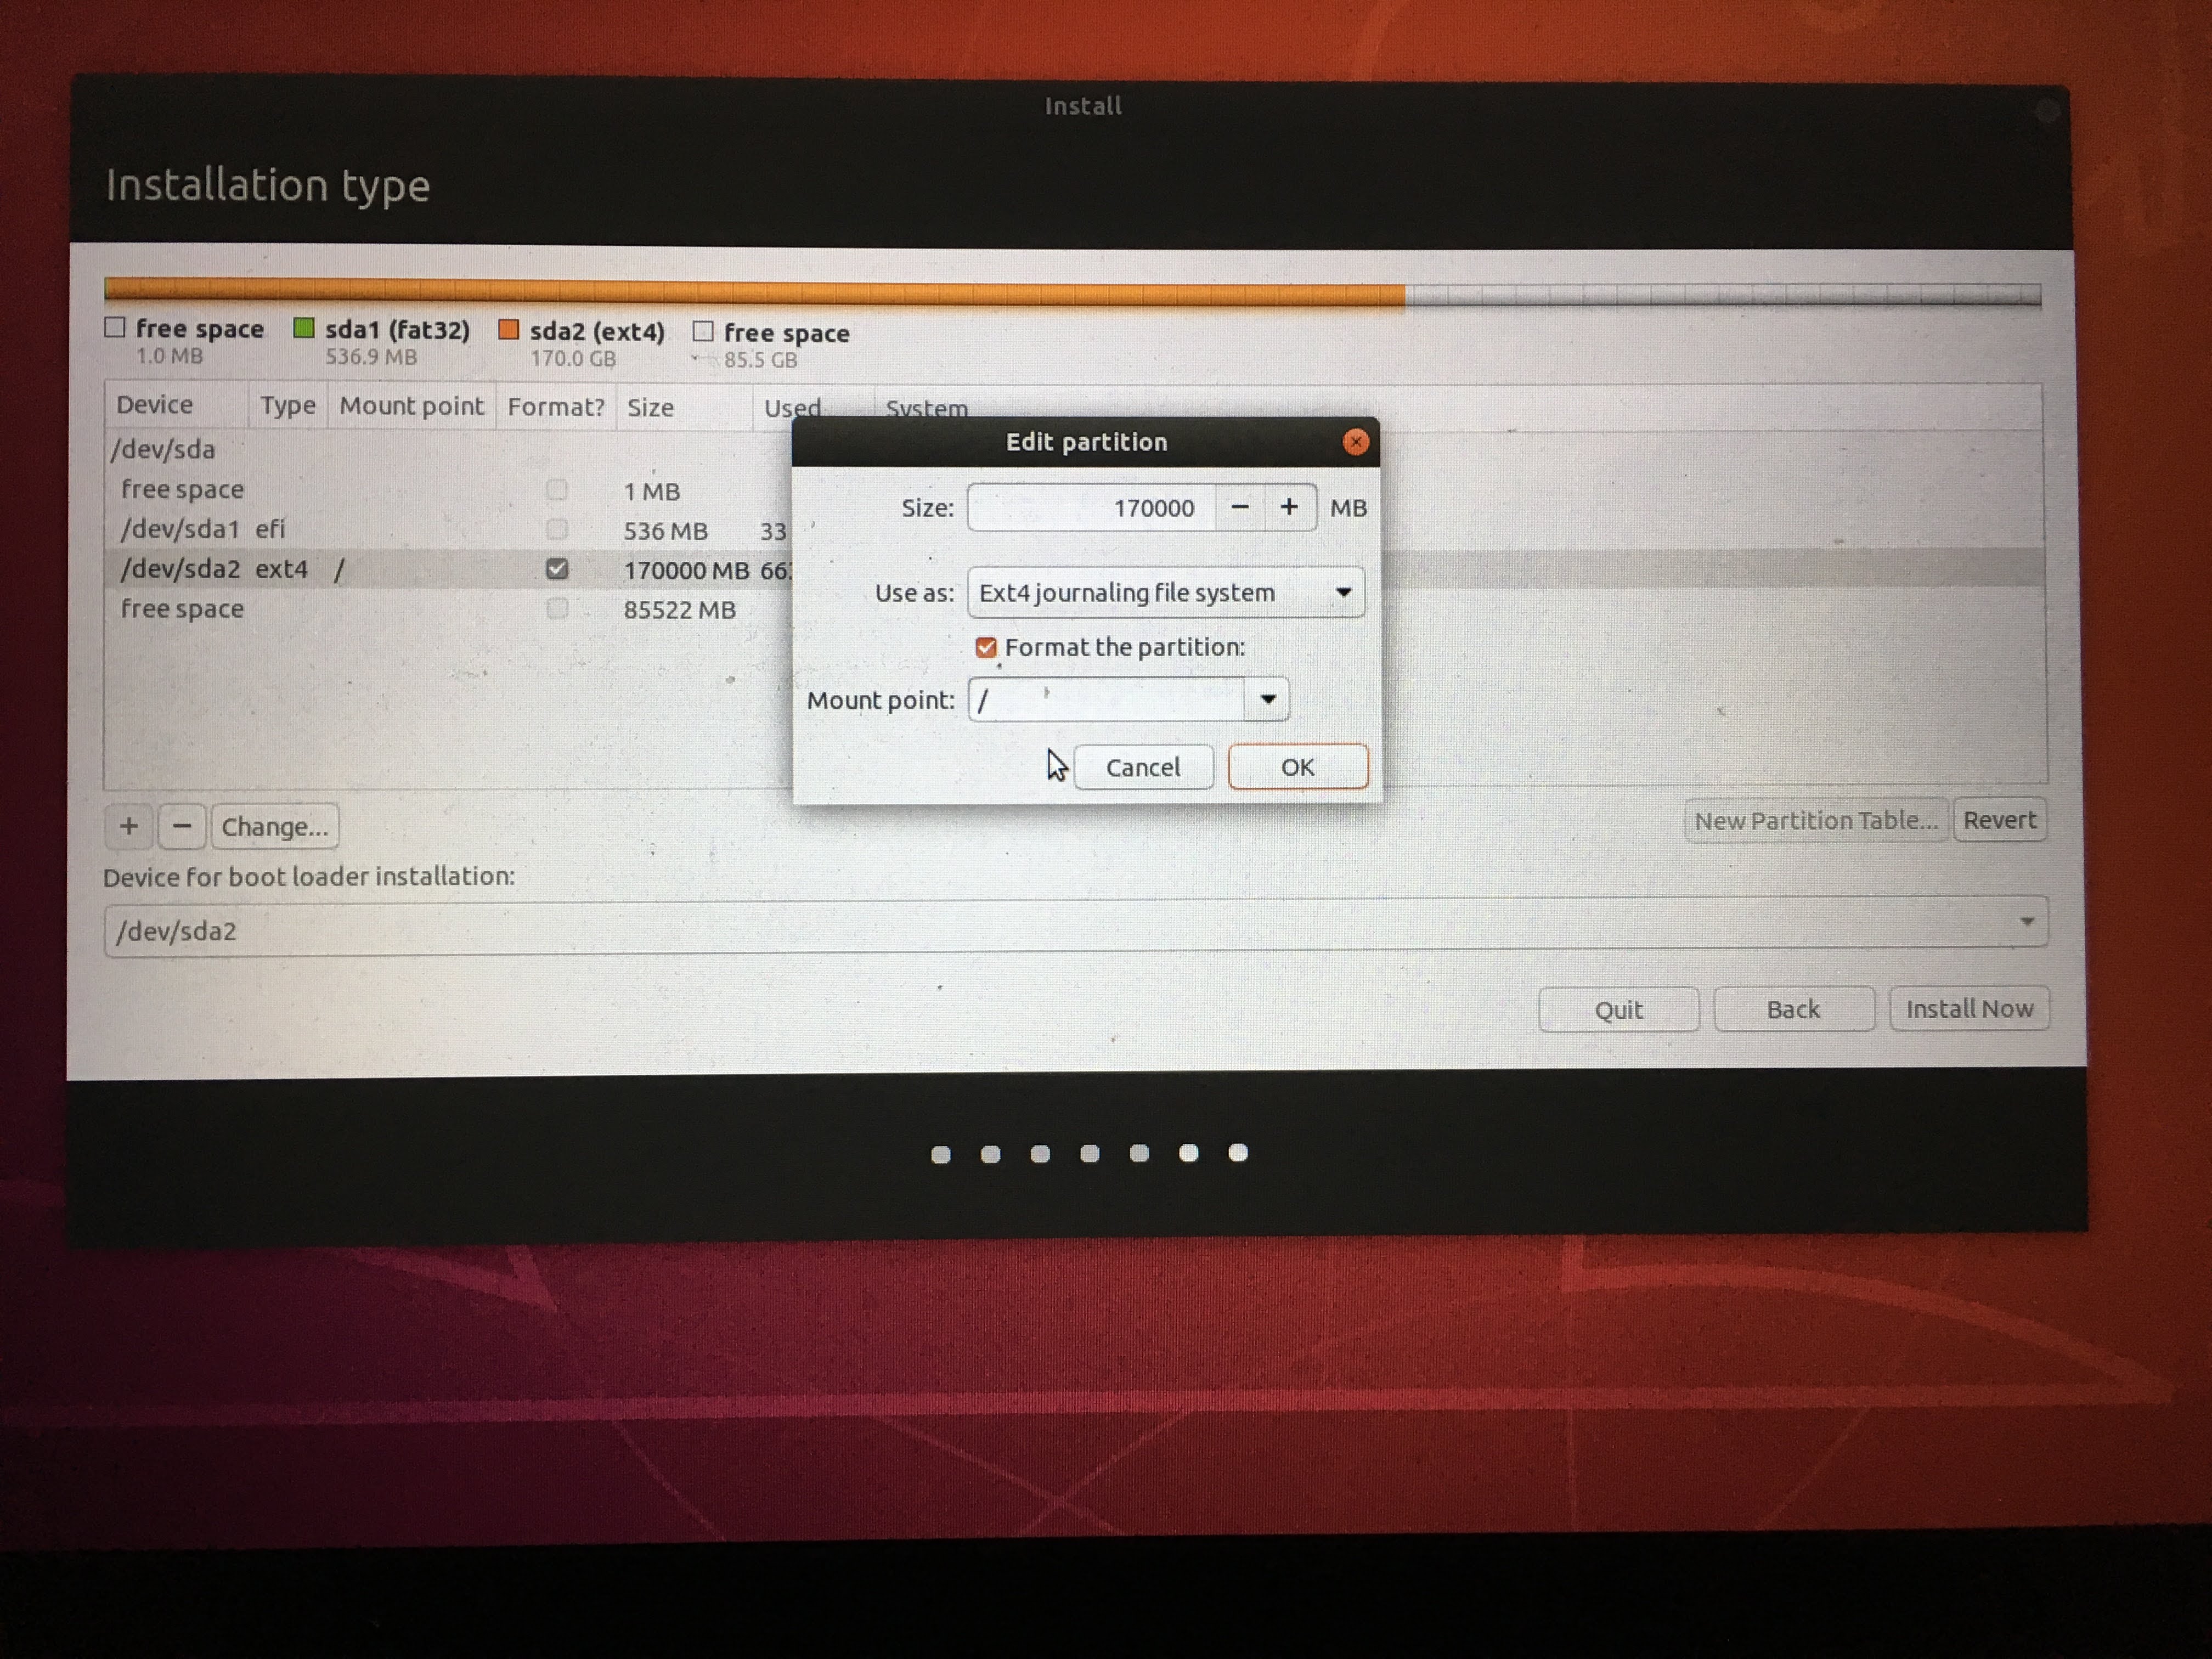 Install
Installation type
free space sda1 (fat32) sda2 (ext4) free space
1.0 MB 536.9 MB 170.0 GB 85.5 GB
Device Type Mount point Format? Size Used System
/dev/sda
free space 1 MB
/dev/sda1 efi 536 MB 33
/dev/sda2 ext4 / 170000 MB 66
free space 85522 MB
Edit partition
Size: 170000 − + MB
Use as: Ext4 journaling file system
Format the partition:
Mount point: /
Cancel OK
+ − Change... New Partition Table... Revert
Device for boot loader installation:
/dev/sda2
Quit Back Install Now